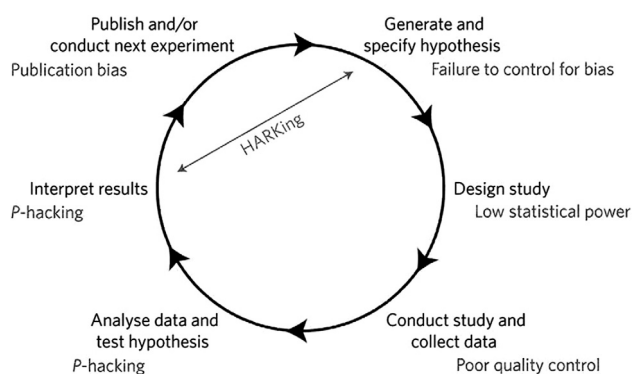 Publish and/or
conduct next experiment
Publication bias
Generate and
specify hypothesis
Failure to control for bias
HARKing
Interpret results
P-hacking
Design study
Low statistical power
Analyse data and
test hypothesis
P-hacking
Conduct study and
collect data
Poor quality control